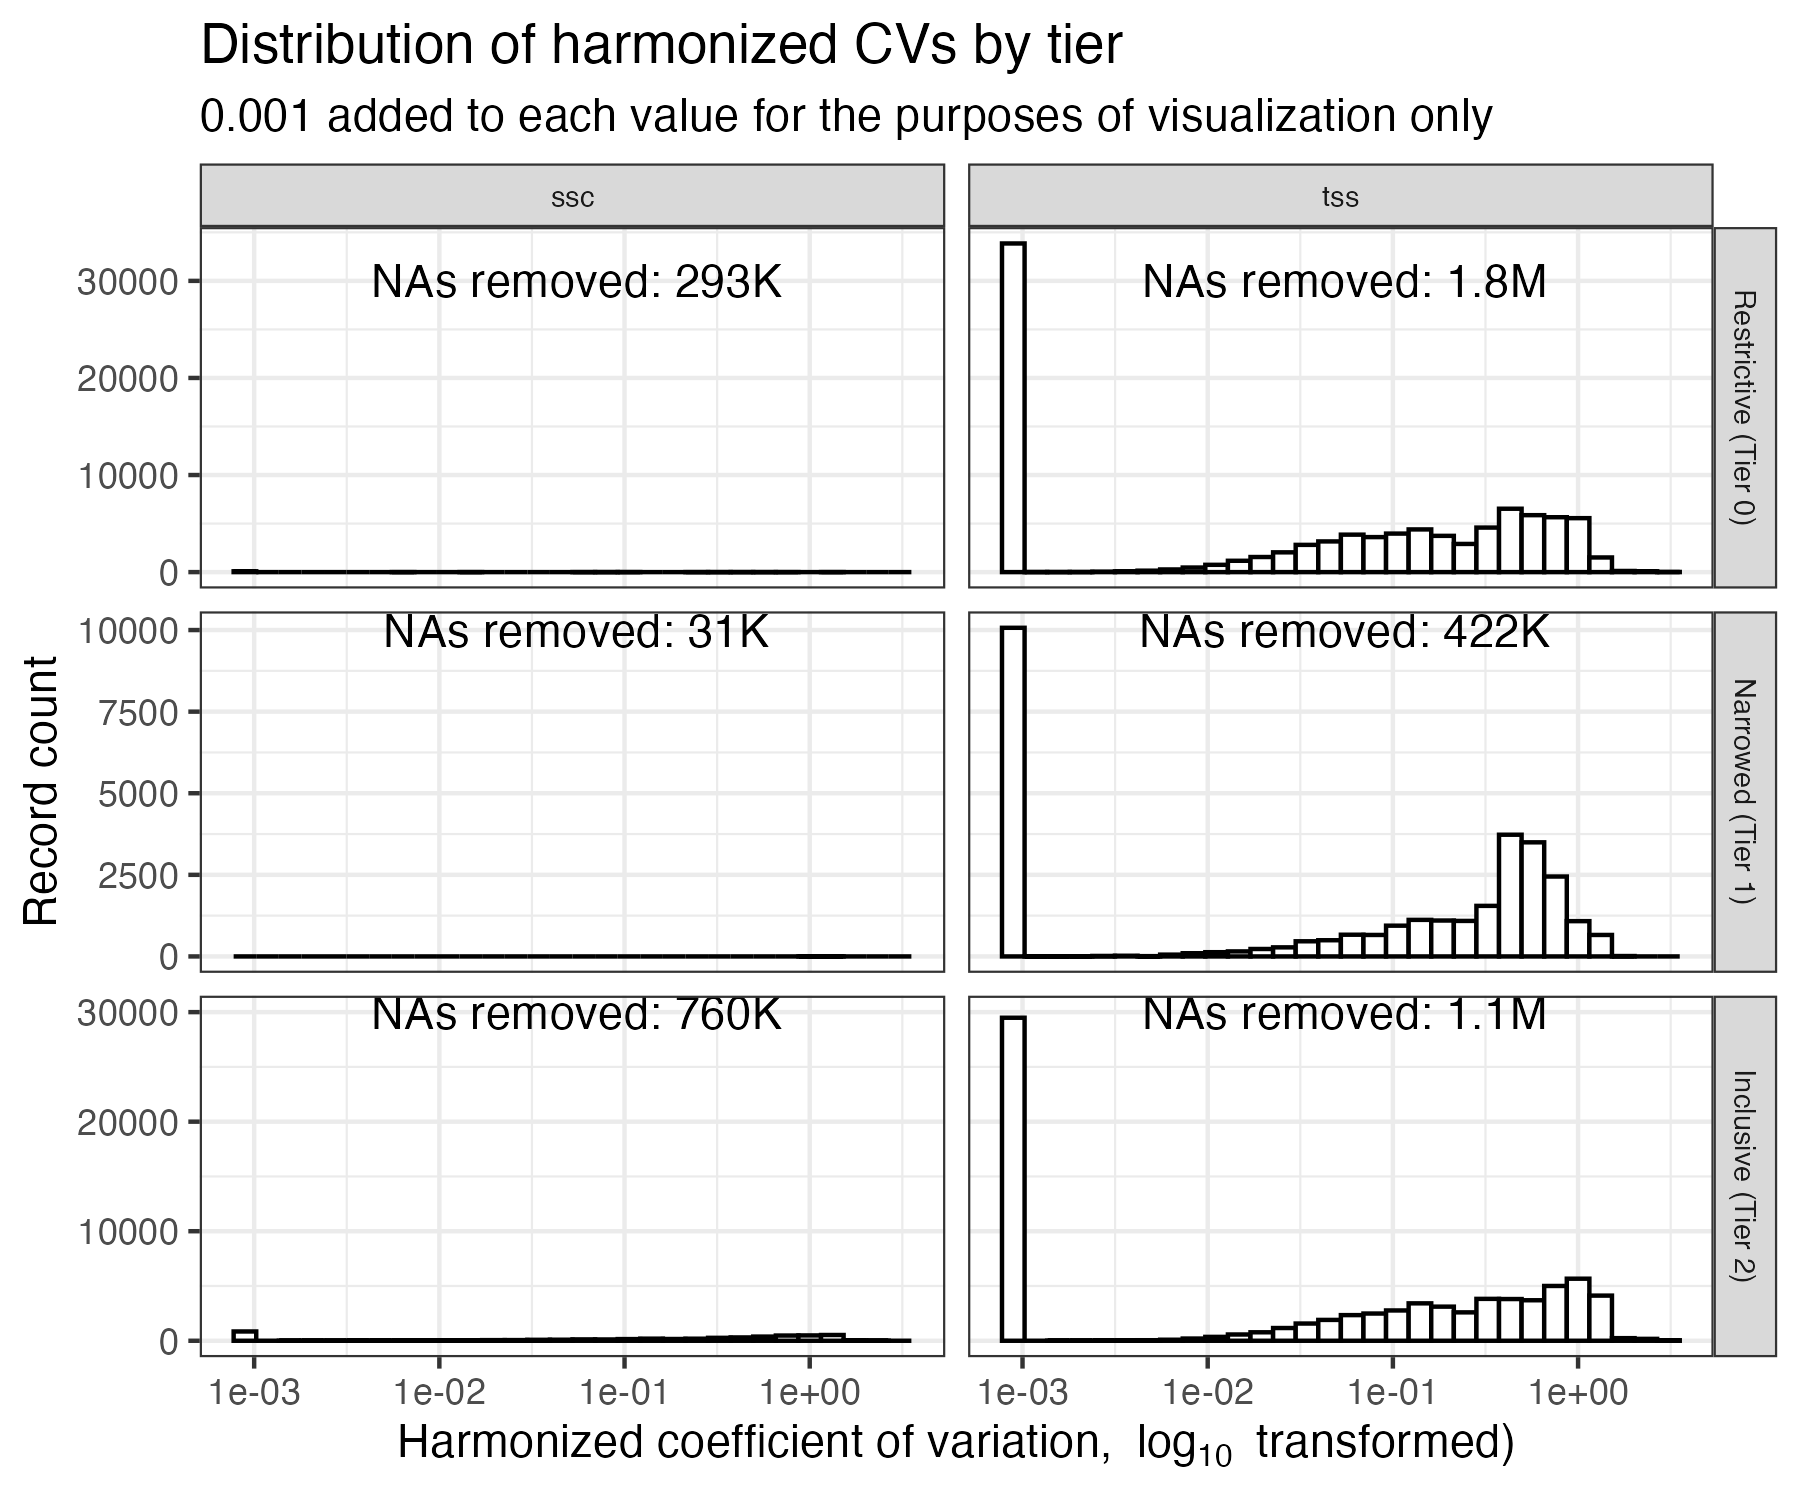 Distribution of harmonized CVs by tier
0.001 added to each value for the purposes of visualization only
ssc
tss
NAs removed: 293K
NAs removed: 1.8M
30000
20000
10000
0
Restrictive (Tier 0)
NAs removed: 31K
NAs removed: 422K
10000
7500
5000
2500
0
Narrowed (Tier 1)
NAs removed: 760K
NAs removed: 1.1M
30000
20000
10000
0
Inclusive (Tier 2)
Record count
1e-03 1e-02 1e-01 1e+00
1e-03 1e-02 1e-01 1e+00
Harmonized coefficient of variation, log10 transformed)